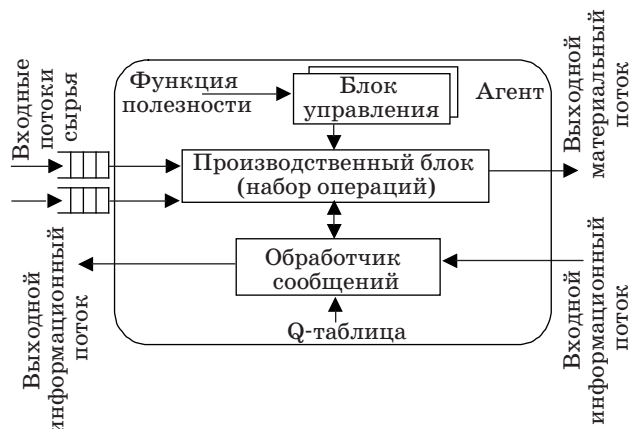 Входные
потоки
сырья
Функция
полезности
Блок
управления
Агент
Выходной
материальный
поток
Производственный блок
(набор операций)
Обработчик
сообщений
Q-таблица
Выходной
информационный
поток
Входной
информационный
поток